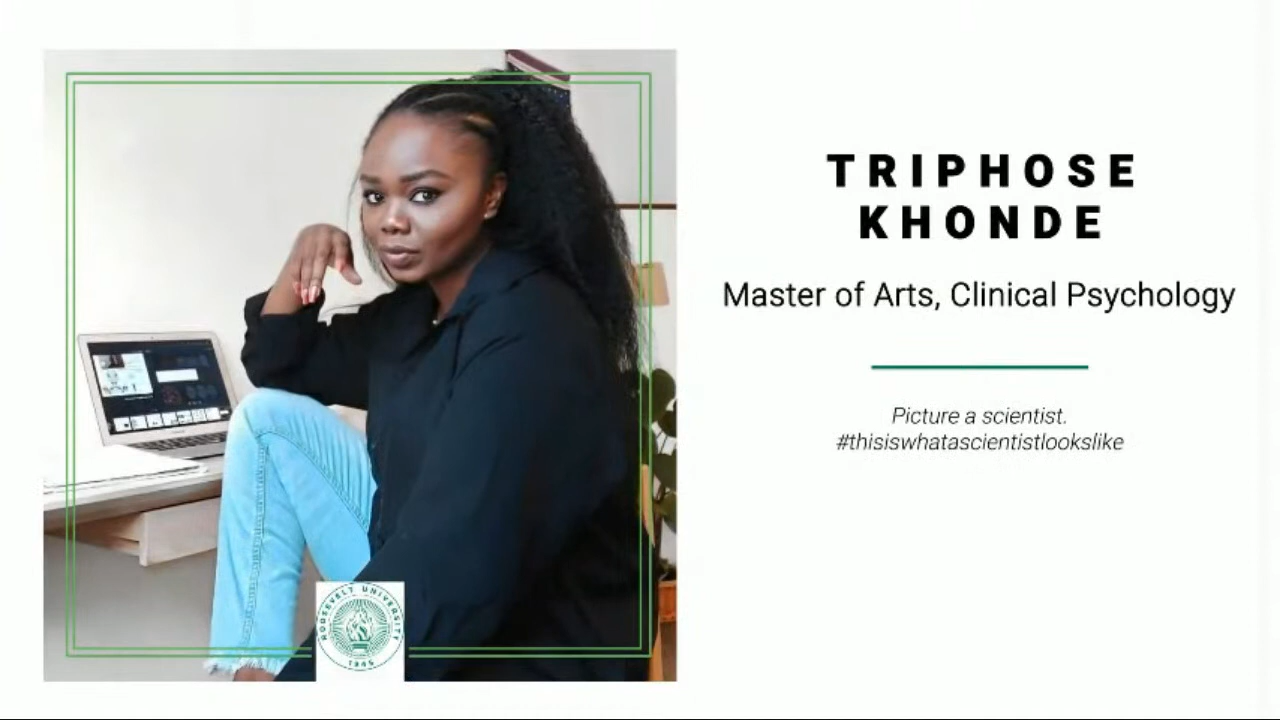 TRIPHOSE
KHONDE
Master of Arts, Clinical Psychology
Picture a scientist.
#thisiswhatascientistlookslike
ROOSEVELT UNIVERSITY
1945